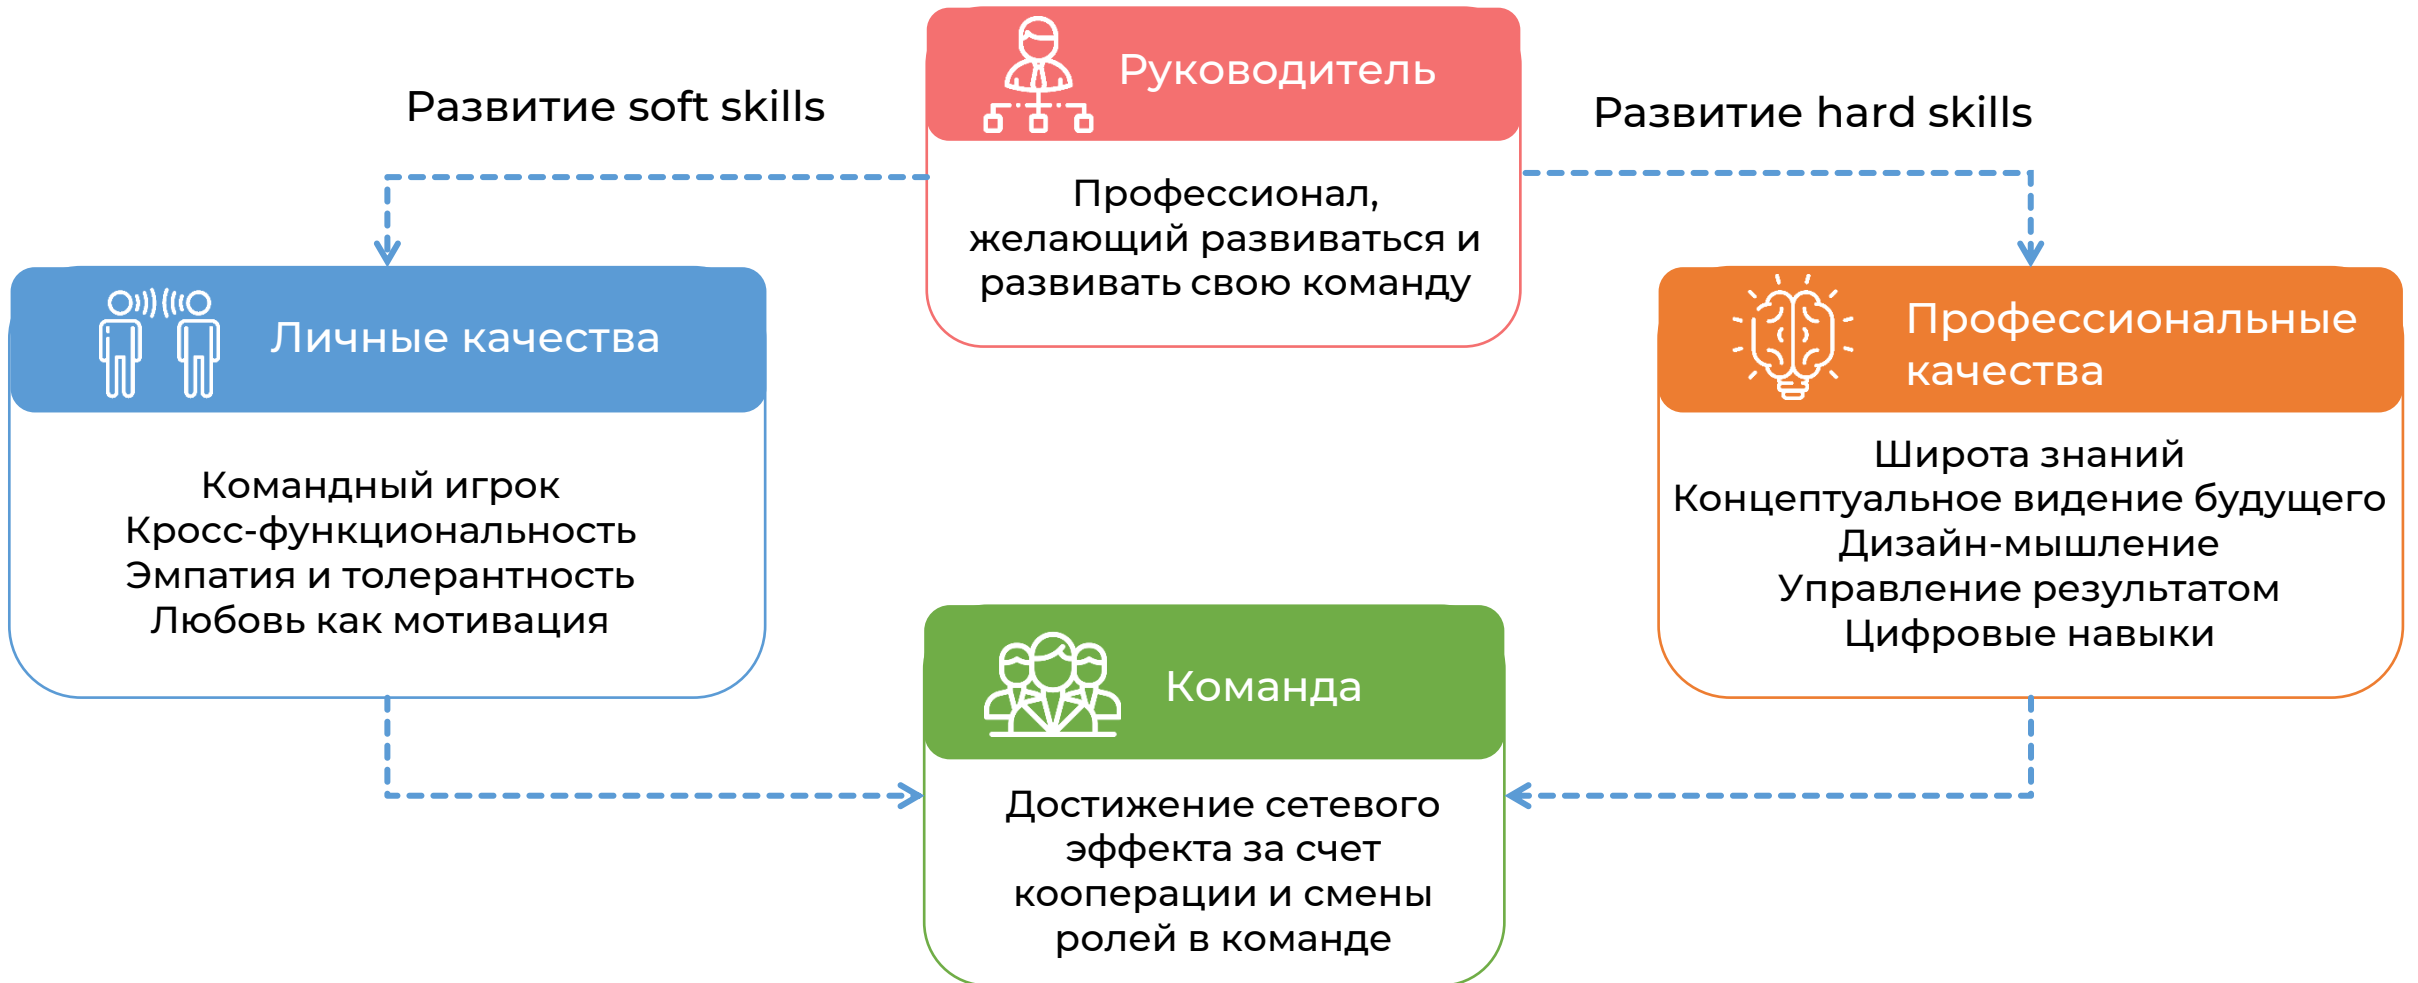 Руководитель
Развитие soft skills
Развитие hard skills
Профессионал,
желающий развиваться и
развивать свою команду
Личные качества
Командный игрок
Кросс-функциональность
Эмпатия и толерантность
Любовь как мотивация
Профессиональные
качества
Широта знаний
Концептуальное видение будущего
Дизайн-мышление
Управление результатом
Цифровые навыки
Команда
Достижение сетевого
эффекта за счет
кооперации и смены
ролей в команде